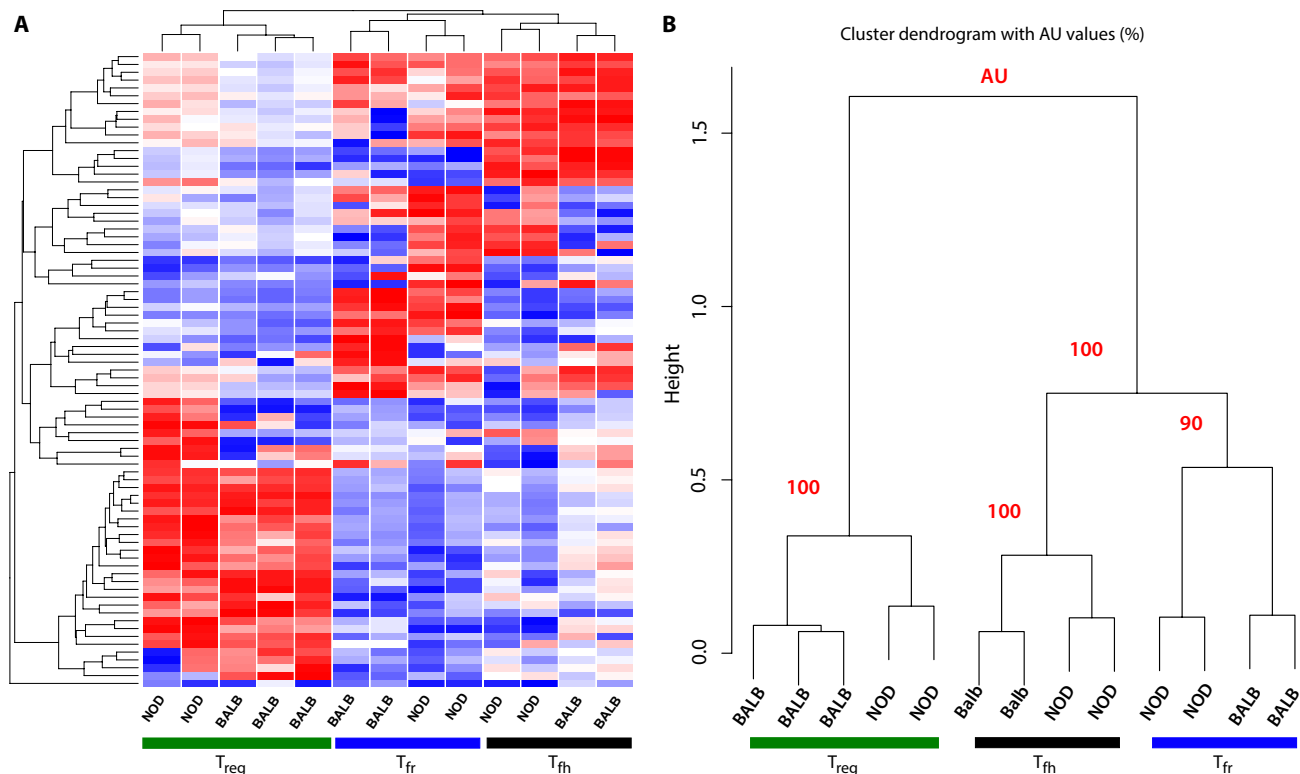 A
NOD NOD BALB BALB BALB BALB BALB NOD NOD NOD NOD BALB BALB
Treg Tfr Tfh
B
Cluster dendrogram with AU values (%)
AU
1.5
1.0
0.5
0.0
Height
100
90
100
100
BALB BALB BALB NOD NOD Balb Balb NOD NOD NOD NOD BALB BALB
Treg Tfh Tfr